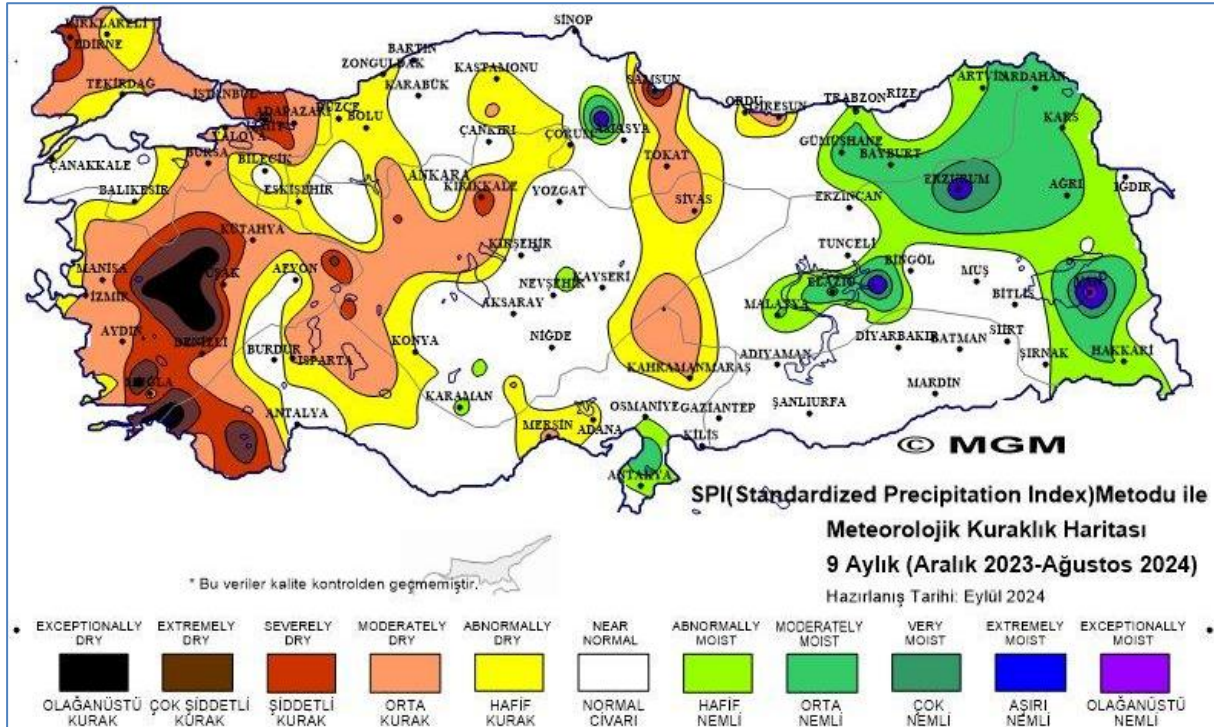 SİNOP
KIRKLARELİ
EDİRNE
BARTIN
ZONGULDAK
KASTAMONU
KARABÜK
SAMSUN
ARTVİN
ARDAHAN
TEKİRDAĞ
İSTANBUL
ADAPAZARI
DÜZCE
BOLU
ORDU
GİRESUN
TRABZON
RİZE
KARS
YALOVA
ÇANKIRI
ÇORUM
AMASYA
GÜMÜŞHANE
BAYBURT
ÇANAKKALE
BURSA
BİLECİK
TOKAT
ANKARA
KIRIKKALE
ERZURUM
AĞRI
IĞDIR
BALIKESİR
ESKİŞEHİR
YOZGAT
SİVAS
ERZİNCAN
KÜTAHYA
KIRŞEHİR
TUNCELİ
BİNGÖL
MUŞ
MANİSA
UŞAK
AFYON
NEVŞEHİR
KAYSERİ
ELAZIĞ
VAN
İZMİR
AKSARAY
MALATYA
BİTLİS
AYDIN
DENİZLİ
BURDUR
ISPARTA
KONYA
NİĞDE
KAHRAMANMARAŞ
ADIYAMAN
DİYARBAKIR
BATMAN
SİİRT
ŞIRNAK
HAKKARİ
MUĞLA
ANTALYA
KARAMAN
MERSİN
ADANA
OSMANİYE
GAZİANTEP
ŞANLIURFA
MARDİN
KİLİS
ANTAKYA
© MGM
SPI(Standardized Precipitation Index)Metodu ile
Meteorolojik Kuraklık Haritası
9 Aylık (Aralık 2023-Ağustos 2024)
Hazırlanış Tarihi: Eylül 2024
* Bu veriler kalite kontrolden geçmemiştir.
EXCEPTIONALLY DRY
EXTREMELY DRY
SEVERELY DRY
MODERATELY DRY
ABNORMALLY DRY
NEAR NORMAL
ABNORMALLY MOIST
MODERATELY MOIST
VERY MOIST
EXTREMELY MOIST
EXCEPTIONALLY MOIST
OLAĞANÜSTÜ KURAK
ÇOK ŞİDDETLİ KURAK
ŞİDDETLİ KURAK
ORTA KURAK
HAFİF KURAK
NORMAL CİVARI
HAFİF NEMLİ
ORTA NEMLİ
ÇOK NEMLİ
AŞIRI NEMLİ
OLAĞANÜSTÜ NEMLİ